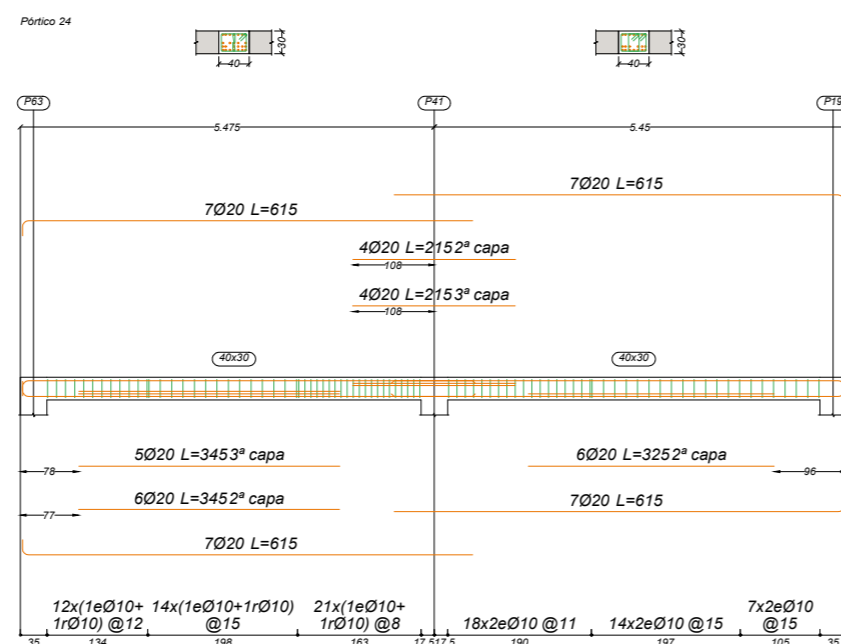 Pórtico 24
30
40
30
40
P63
P41
P19
5.475
5.45
7Ø20 L=615
7Ø20 L=615
4Ø20 L=215 2ª capa
108
4Ø20 L=215 3ª capa
108
40x30
40x30
5Ø20 L=345 3ª capa
6Ø20 L=325 2ª capa
78
96
6Ø20 L=345 2ª capa
7Ø20 L=615
77
7Ø20 L=615
12x(1eØ10+
1rØ10) @12
14x(1eØ10+1rØ10)
@15
21x(1eØ10+
1rØ10) @8
18x2eØ10 @11
14x2eØ10 @15
7x2eØ10
@15
35 134 198 163 17.5 17.5 190 197 105 35